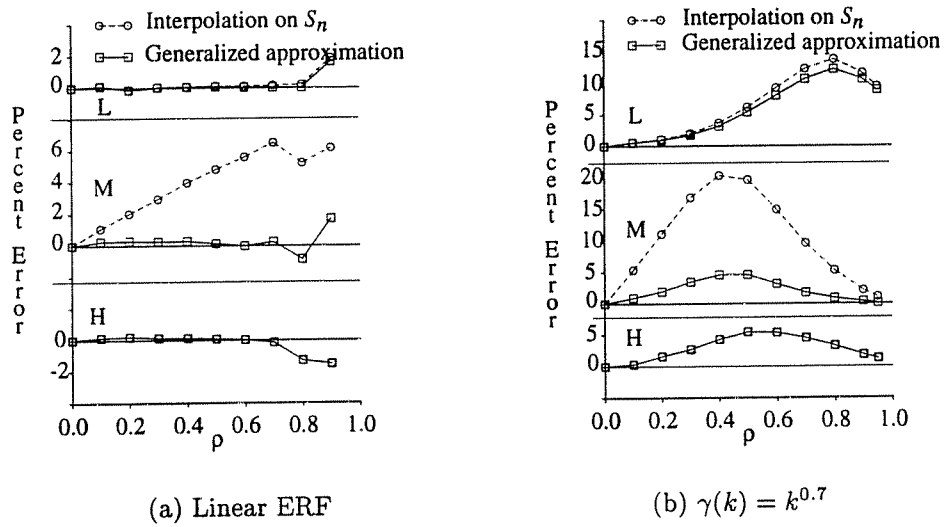 Interpolation on Sₙ
Generalized approximation
Percent Error
2
0
L
6
4
2
0
M
0
-2
H
0.0 0.2 0.4 0.6 0.8 1.0
ρ
(a) Linear ERF
Interpolation on Sₙ
Generalized approximation
Percent Error
15
10
5
0
L
20
15
10
5
0
M
5
0
H
0.0 0.2 0.4 0.6 0.8 1.0
ρ
(b) γ(k) = k^0.7